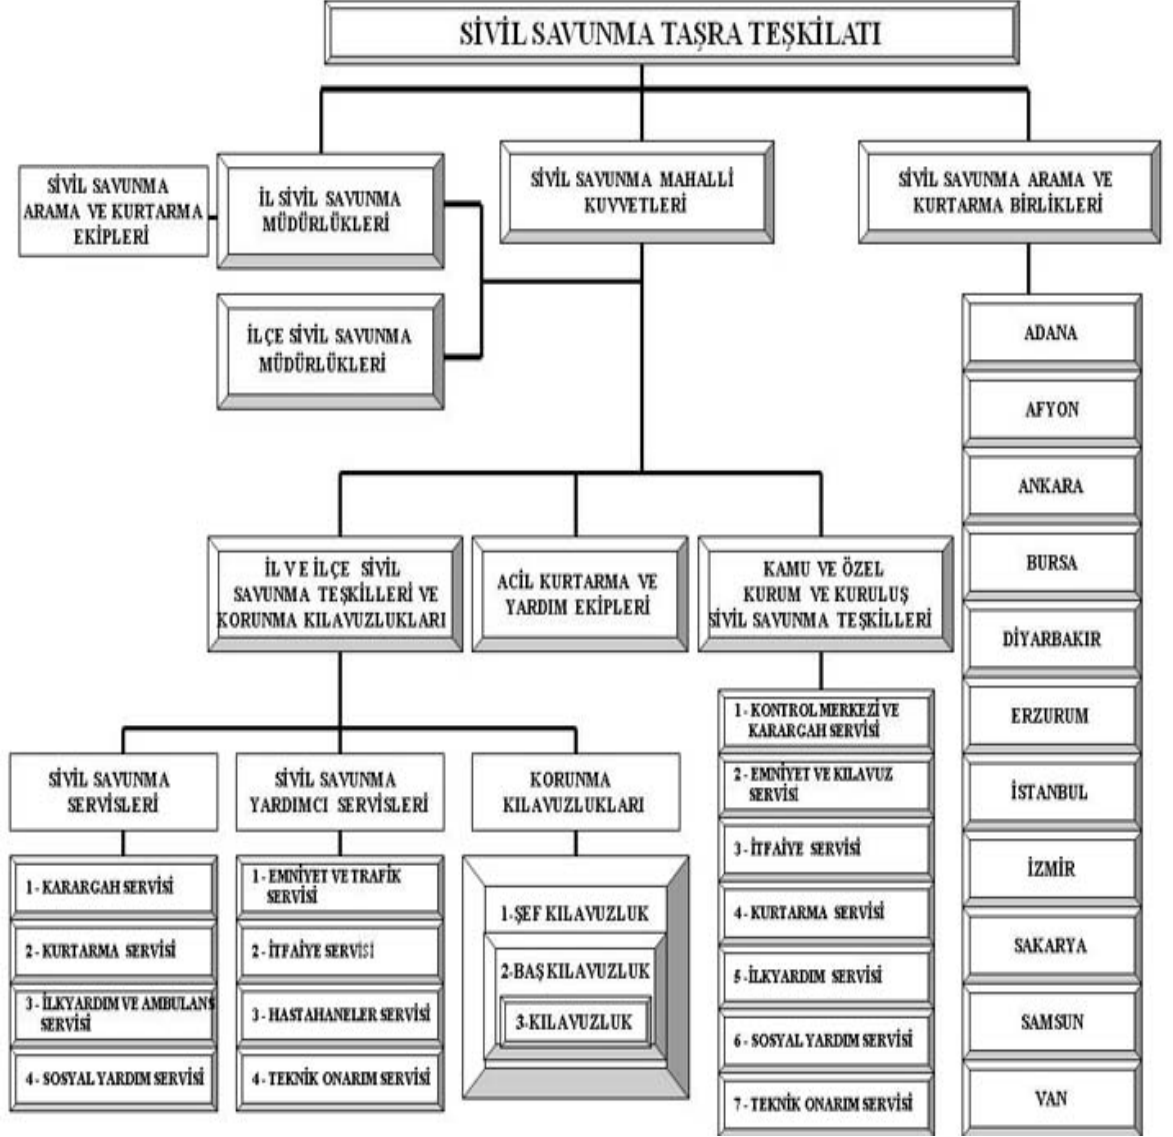 SİVİL SAVUNMA TAŞRA TEŞKİLATI
SİVİL SAVUNMA
ARAMA VE KURTARMA
EKİPLERİ
İL SİVİL SAVUNMA
MÜDÜRLÜKLERİ
SİVİL SAVUNMA MAHALLİ
KUVVETLERİ
SİVİL SAVUNMA ARAMA VE
KURTARMA BİRLİKLERİ
İLÇE SİVİL SAVUNMA
MÜDÜRLÜKLERİ
ADANA
AFYON
ANKARA
BURSA
DİYARBAKIR
ERZURUM
İSTANBUL
İZMİR
SAKARYA
SAMSUN
VAN
İL VE İLÇE SİVİL
SAVUNMA TEŞKİLLERİ VE
KORUNMA KILAVUZLUKLARI
ACİL KURTARMA VE
YARDIM EKİPLERİ
KAMU VE ÖZEL
KURUM VE KURULUŞ
SİVİL SAVUNMA TEŞKİLLERİ
SİVİL SAVUNMA
SERVİSLERİ
1- KARARGAH SERVİSİ
2 - KURTARMA SERVİSİ
3 - İLKYARDIM VE AMBULANS
SERVİSİ
4- SOSYAL YARDIM SERVİSİ
SİVİL SAVUNMA
YARDIMCI SERVİSLERİ
1- EMNİYET VE TRAFİK
SERVİSİ
2 - İTFAİYE SERVİSİ
3 - HASTAHANELER SERVİSİ
4 - TEKNİK ONARIM SERVİSİ
KORUNMA
KILAVUZLUKLARI
1-ŞEF KILAVUZLUK
2-BAŞ KILAVUZLUK
3-KILAVUZLUK
1- KONTROL MERKEZİ VE
KARARGAH SERVİSİ
2 - EMNİYET VE KILAVUZ
SERVİSİ
3 - İTFAİYE SERVİSİ
4 - KURTARMA SERVİSİ
5 - İLKYARDIM SERVİSİ
6 - SOSYAL YARDIM SERVİSİ
7 - TEKNİK ONARIM SERVİSİ